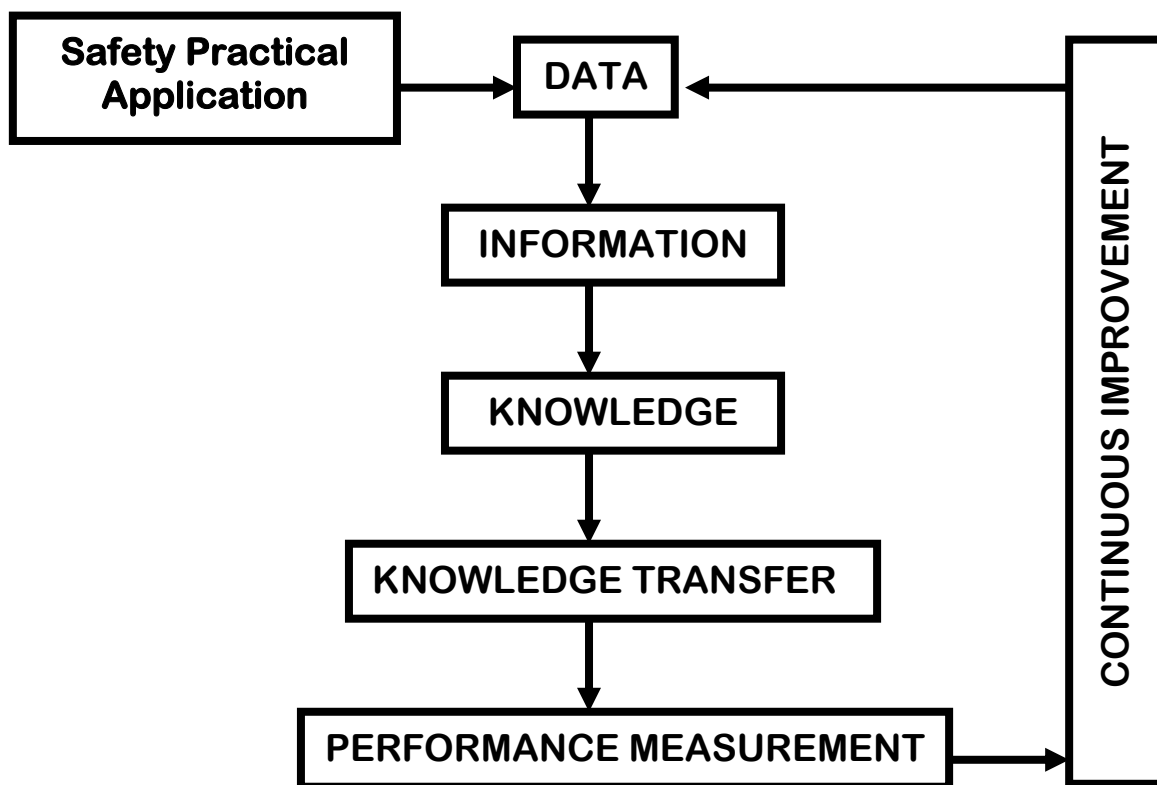 Safety Practical
Application
DATA
INFORMATION
KNOWLEDGE
KNOWLEDGE TRANSFER
PERFORMANCE MEASUREMENT
CONTINUOUS IMPROVEMENT